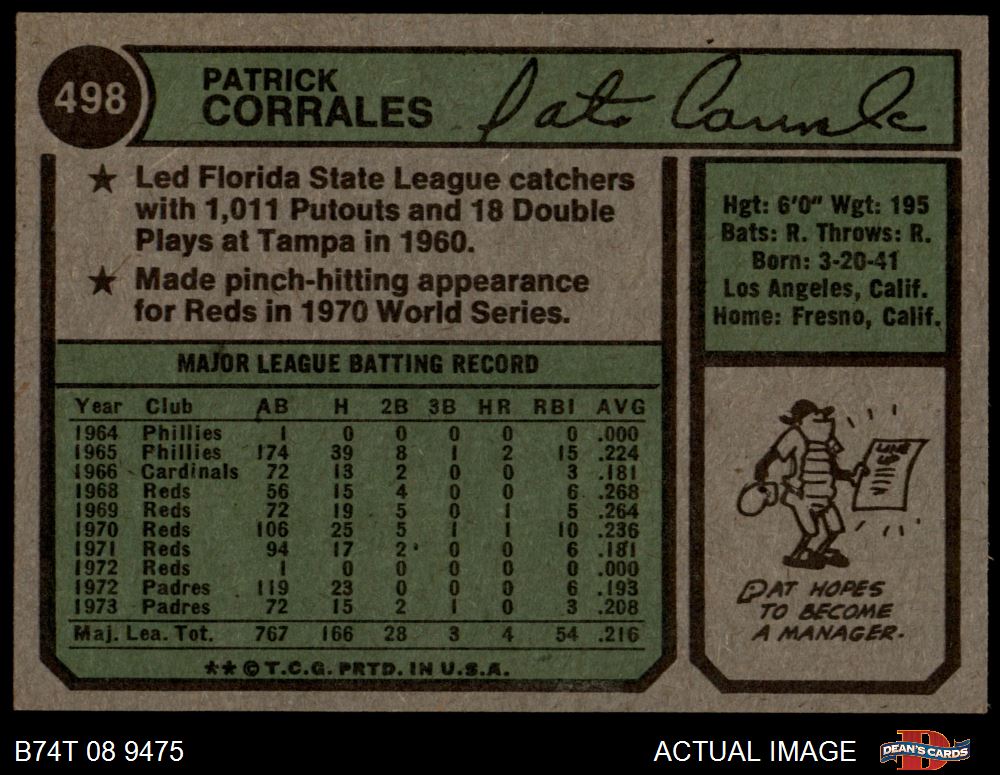 498
PATRICK
CORRALES
Pat Corrales
★ Led Florida State League catchers
with 1,011 Putouts and 18 Double
Plays at Tampa in 1960.
★ Made pinch-hitting appearance
for Reds in 1970 World Series.
Hgt: 6'0" Wgt: 195
Bats: R. Throws: R.
Born: 3-20-41
Los Angeles, Calif.
Home: Fresno, Calif.
MAJOR LEAGUE BATTING RECORD
Year Club AB H 2B 3B HR RBI AVG
1964 Phillies 1 0 0 0 0 0 .000
1965 Phillies 174 39 8 1 2 15 .224
1966 Cardinals 72 13 2 0 0 3 .181
1968 Reds 56 15 4 0 0 6 .268
1969 Reds 72 19 5 0 1 5 .264
1970 Reds 106 25 5 1 1 10 .236
1971 Reds 94 17 2 0 0 6 .181
1972 Reds 1 0 0 0 0 0 .000
1972 Padres 119 23 0 0 0 6 .193
1973 Padres 72 15 2 1 0 3 .208
Maj. Lea. Tot. 767 166 28 3 4 54 .216
★★ © T.C.G. PRTD. IN U.S.A.
LINE
UP
PAT HOPES
TO BECOME
A MANAGER.
B74T 08 9475
ACTUAL IMAGE
DEAN'S CARDS